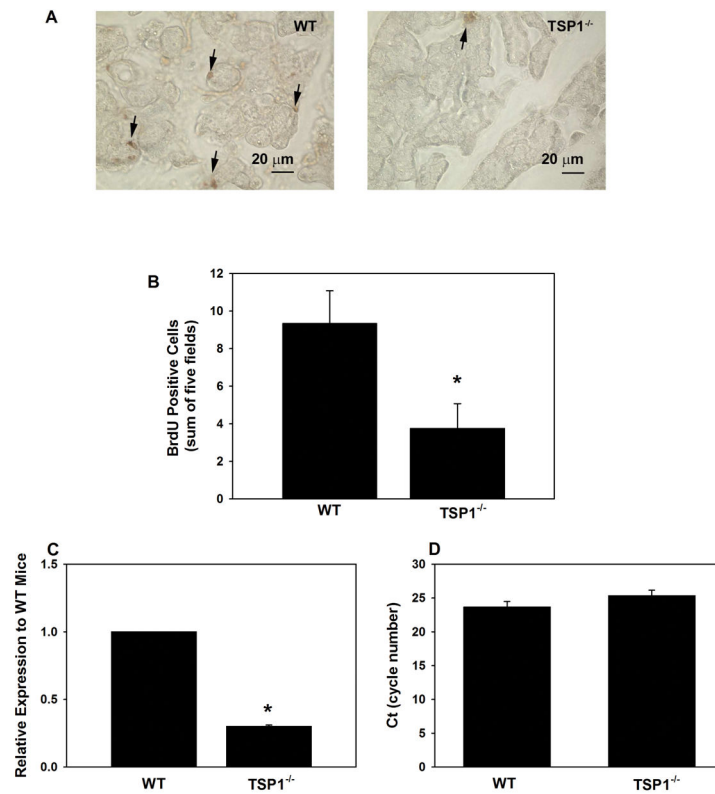 A
WT
20 μm
TSP1-/-
20 μm
B
BrdU Positive Cells
(sum of five fields)
12
10
8
6
4
2
0
*
WT
TSP1-/-
C
Relative Expression to WT Mice
1.5
1.0
0.5
0.0
*
WT
TSP1-/-
D
Ct (cycle number)
30
25
20
15
10
5
0
WT
TSP1-/-